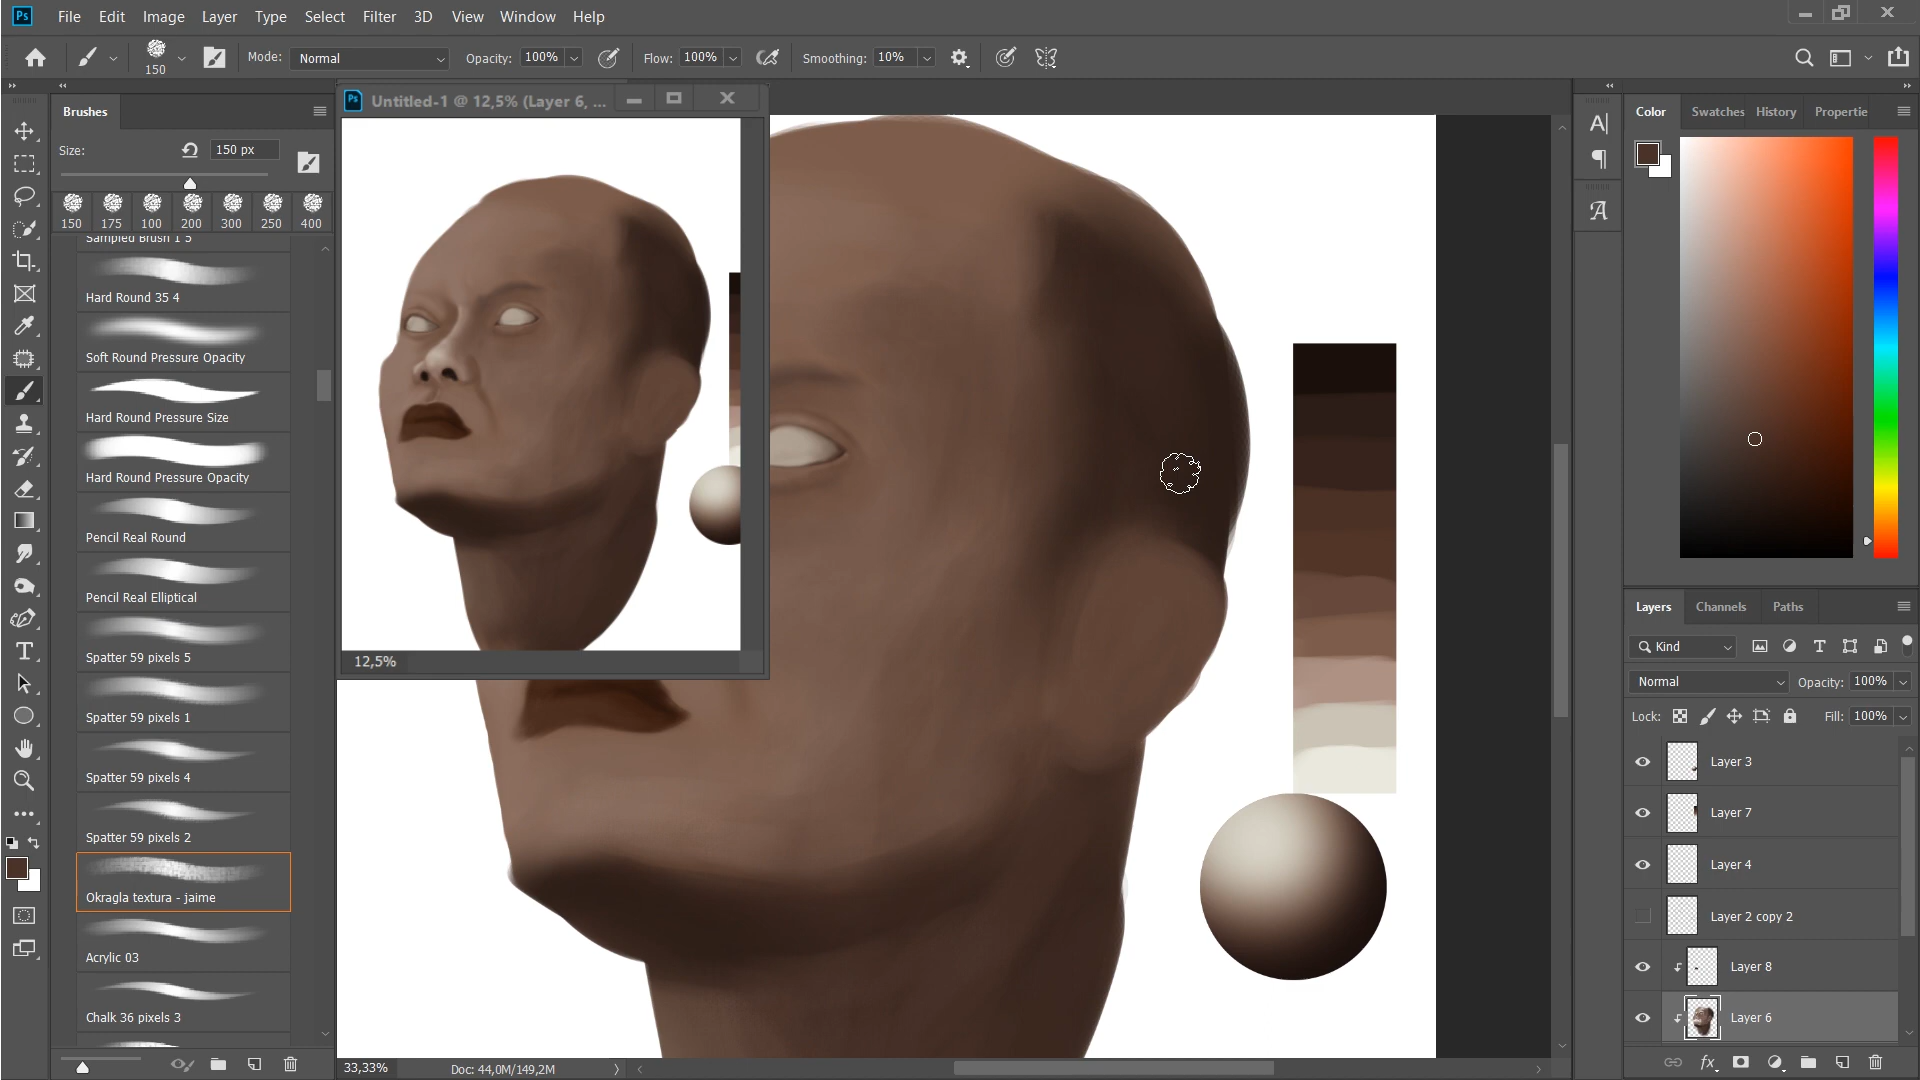 Ps File Edit Image Layer Type Select Filter 3D View Window Help
150 Mode: Normal Opacity: 100% Flow: 100% Smoothing: 10%
Brushes
Size: 150 px
150 175 100 200 300 250 400
Sampled Brush 1 5
Hard Round 35 4
Soft Round Pressure Opacity
Hard Round Pressure Size
Hard Round Pressure Opacity
Pencil Real Round
Pencil Real Elliptical
Spatter 59 pixels 5
Spatter 59 pixels 1
Spatter 59 pixels 4
Spatter 59 pixels 2
Okragla textura - jaime
Acrylic 03
Chalk 36 pixels 3
Ps Untitled-1 @ 12,5% (Layer 6, ...
12,5%
33,33% Doc: 44,0M/149,2M
Color Swatches History Propertie
Layers Channels Paths
Kind
Normal Opacity: 100%
Lock: Fill: 100%
Layer 3
Layer 7
Layer 4
Layer 2 copy 2
Layer 8
Layer 6
fx